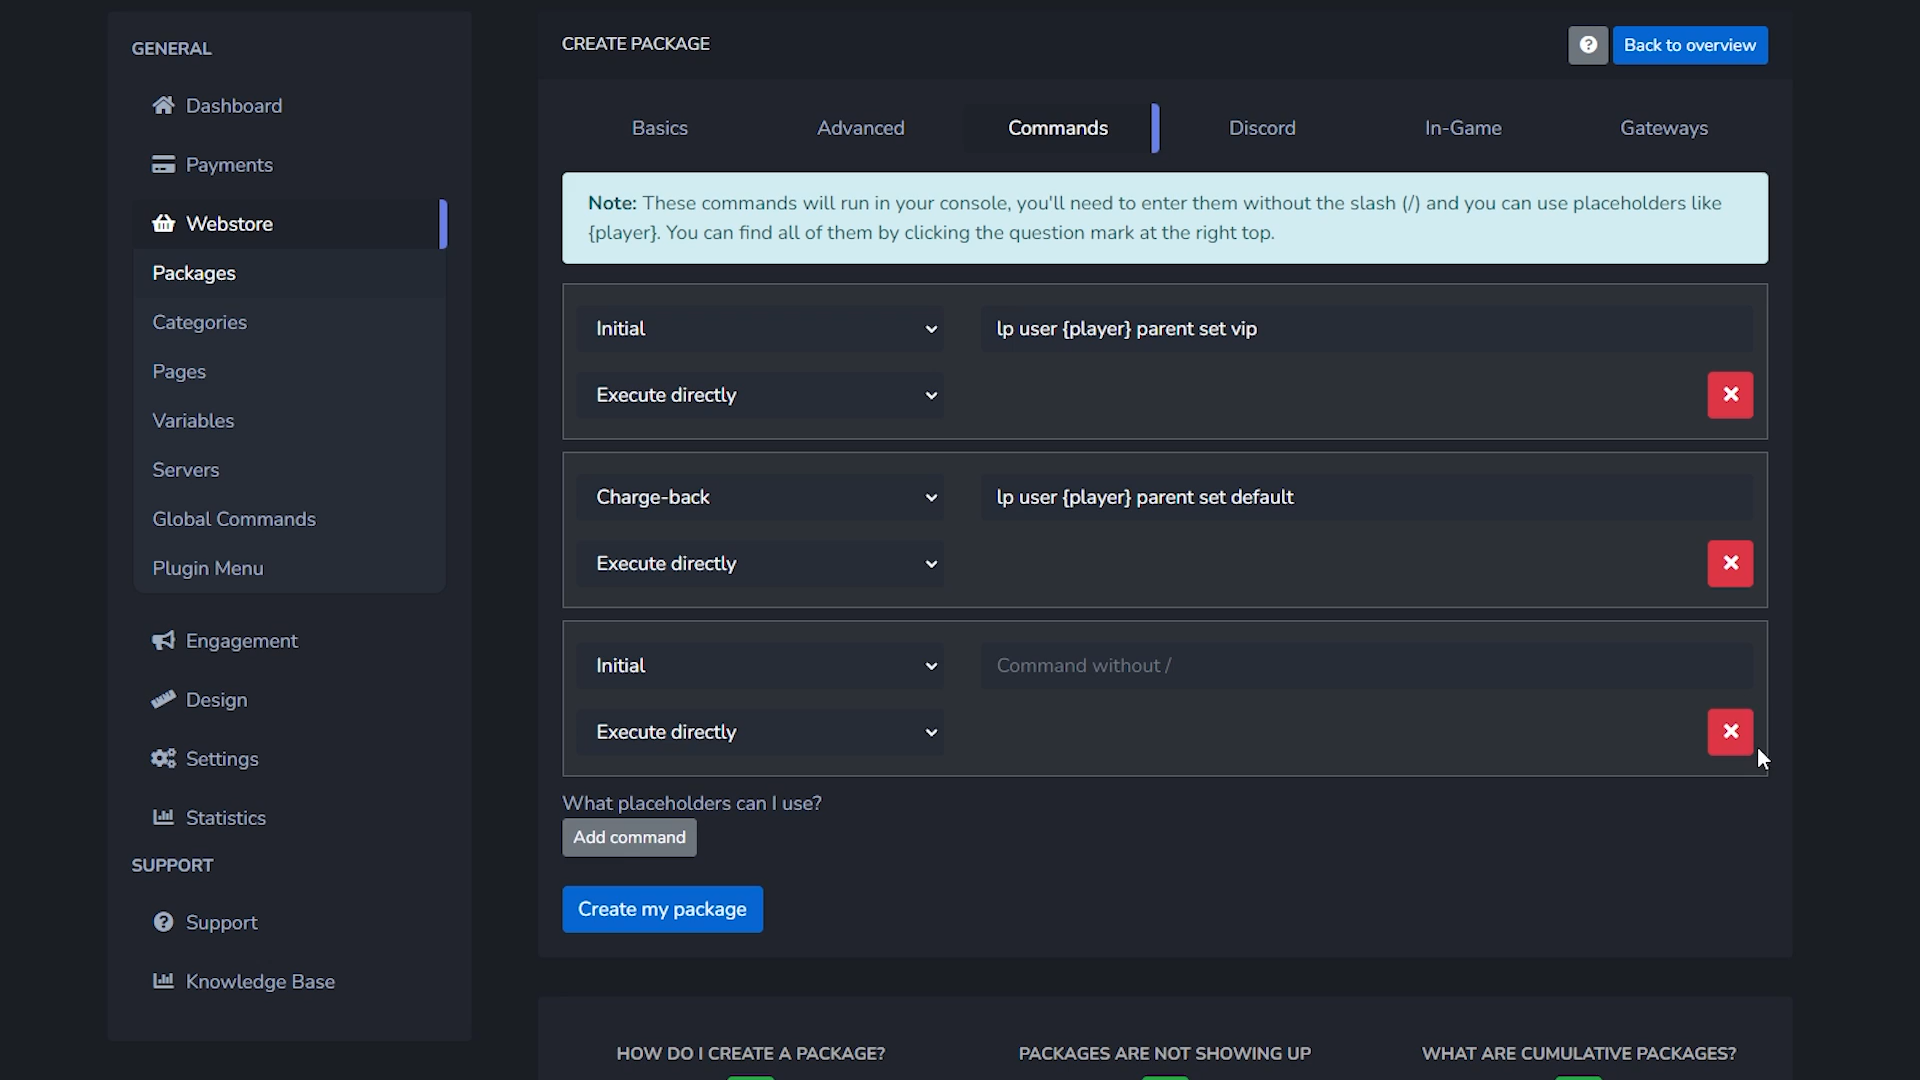 GENERAL
Dashboard
Payments
Webstore
Packages
Categories
Pages
Variables
Servers
Global Commands
Plugin Menu
Engagement
Design
Settings
Statistics
SUPPORT
Support
Knowledge Base
CREATE PACKAGE
Back to overview
Basics
Advanced
Commands
Discord
In-Game
Gateways
Note: These commands will run in your console, you'll need to enter them without the slash (/) and you can use placeholders like
{player}. You can find all of them by clicking the question mark at the right top.
Initial
lp user {player} parent set vip
Execute directly
Charge-back
lp user {player} parent set default
Execute directly
Initial
Command without /
Execute directly
What placeholders can I use?
Add command
Create my package
HOW DO I CREATE A PACKAGE?
PACKAGES ARE NOT SHOWING UP
WHAT ARE CUMULATIVE PACKAGES?